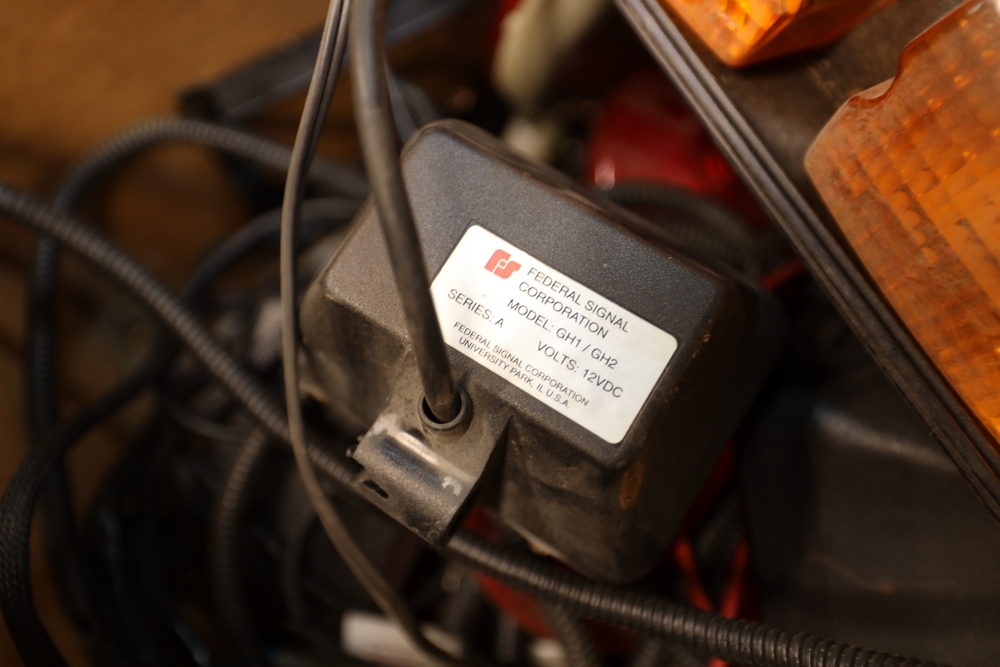 FS
FEDERAL SIGNAL
CORPORATION
MODEL: GH1 / GH2
SERIES: A
VOLTS: 12VDC
FEDERAL SIGNAL CORPORATION
UNIVERSITY PARK, IL U.S.A.